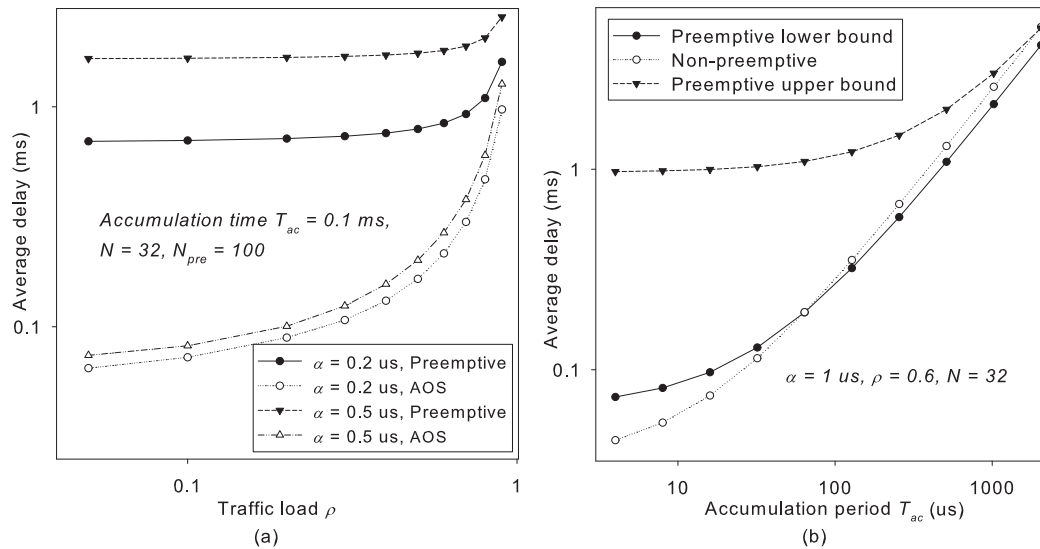 Average delay (ms)
1
0.1
Accumulation time T_ac = 0.1 ms,
N = 32, N_pre = 100
α = 0.2 us, Preemptive
α = 0.2 us, AOS
α = 0.5 us, Preemptive
α = 0.5 us, AOS
0.1
1
Traffic load ρ
(a)
Preemptive lower bound
Non-preemptive
Preemptive upper bound
Average delay (ms)
1
0.1
α = 1 us, ρ = 0.6, N = 32
10
100
1000
Accumulation period T_ac (us)
(b)